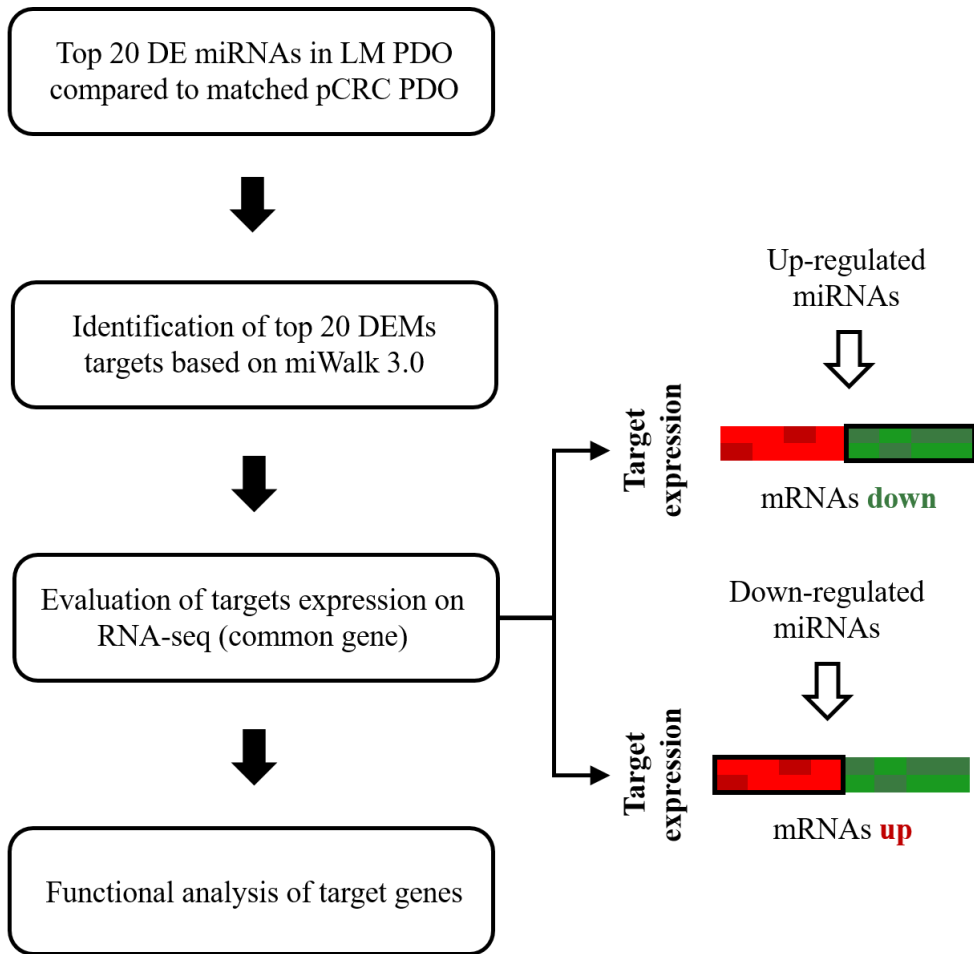 Top 20 DE miRNAs in LM PDO
compared to matched pCRC PDO
Identification of top 20 DEMs
targets based on miWalk 3.0
Evaluation of targets expression on
RNA-seq (common gene)
Functional analysis of target genes
Up-regulated
miRNAs
Target
expression
mRNAs down
Down-regulated
miRNAs
Target
expression
mRNAs up